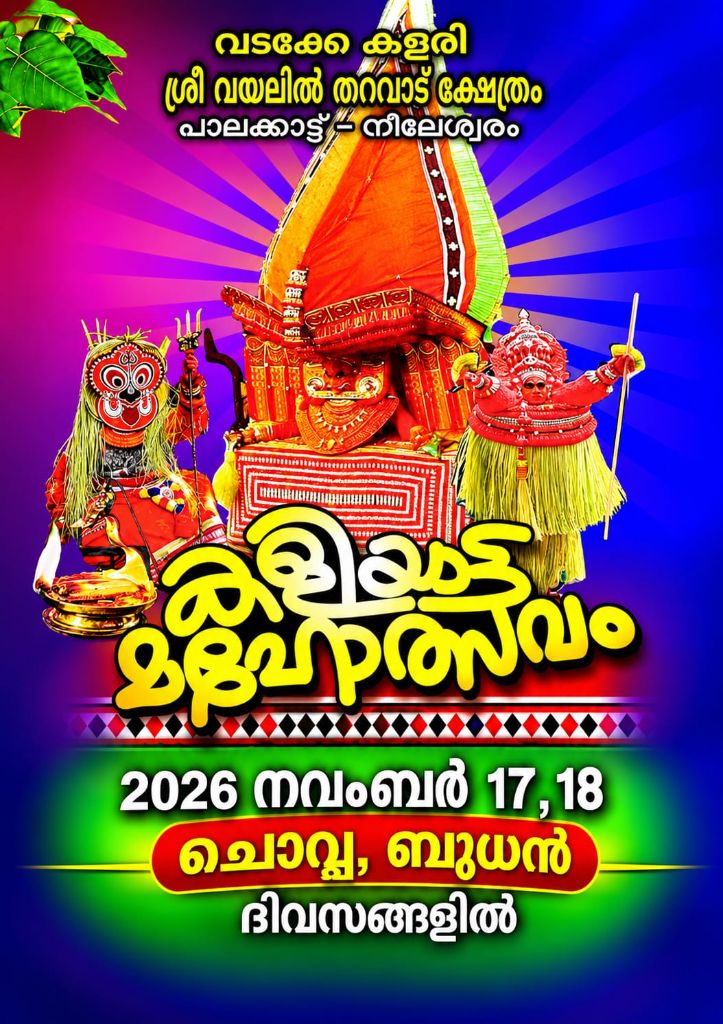 വടക്കേ കളരി
ശ്രീ വയലിൽ തറവാട് ക്ഷേത്രം
പാലക്കാട്ട് – നീലേശ്വരം
കളിയാട്ട
മഹോത്സവം
2026 നവംബർ 17,18
ചൊവ്വ, ബുധൻ
ദിവസങ്ങളിൽ